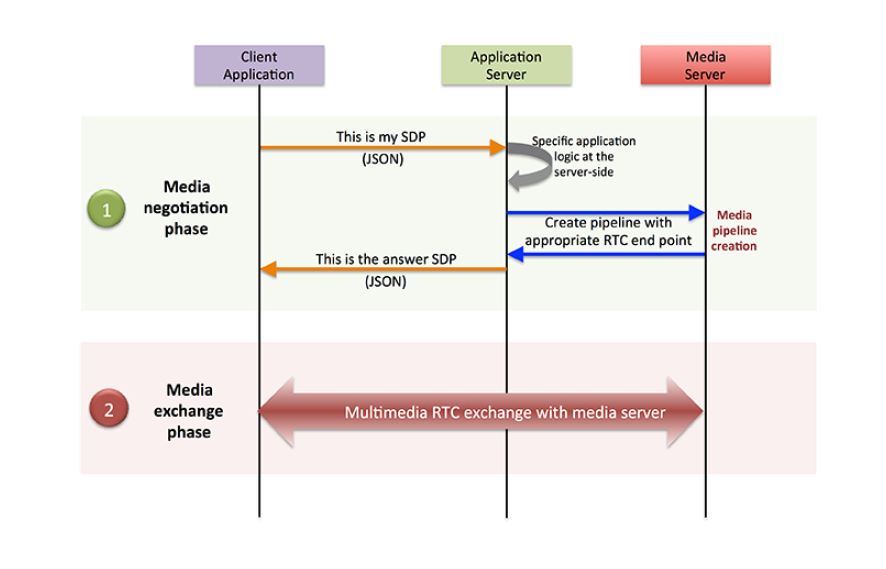 Client
Application
Application
Server
Media
Server
This is my SDP
(JSON)
Specific application
logic at the
server-side
1
Media
negotiation
phase
Create pipeline with
appropriate RTC end point
Media
pipeline
creation
This is the answer SDP
(JSON)
2
Media
exchange
phase
Multimedia RTC exchange with media server